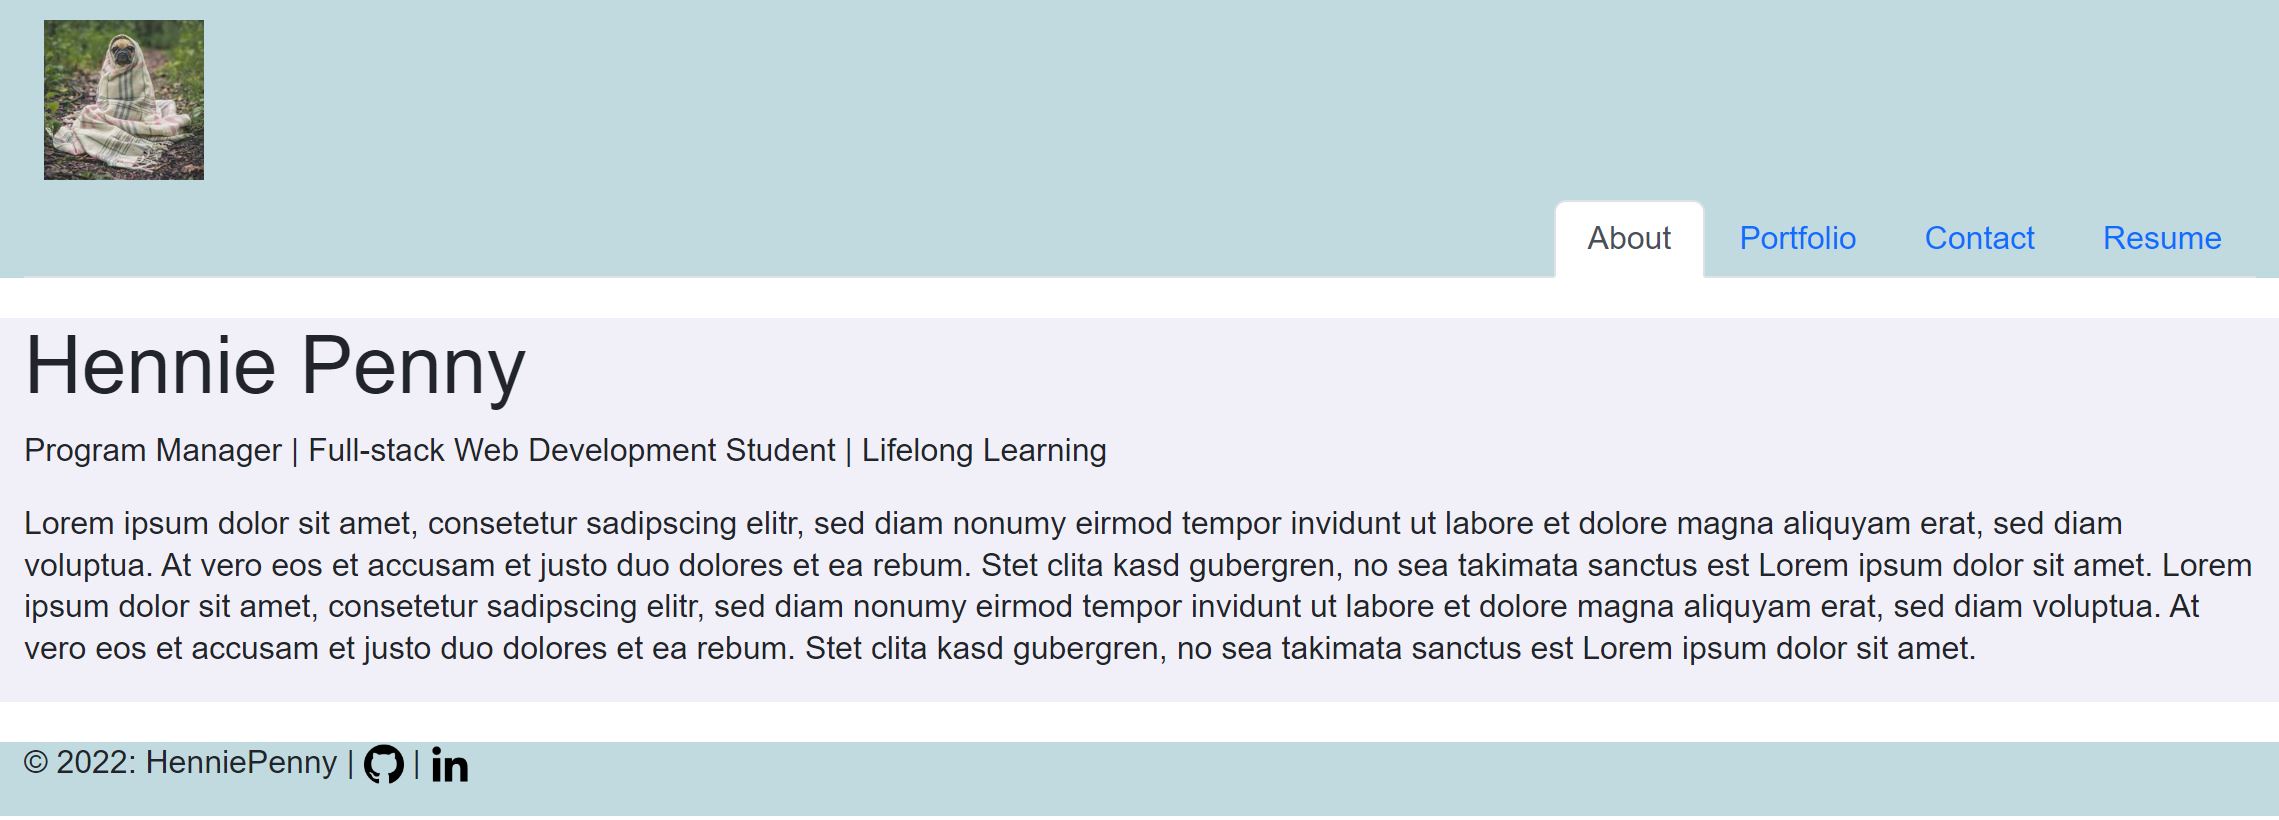 About Portfolio Contact Resume
Hennie Penny
Program Manager | Full-stack Web Development Student | Lifelong Learning
Lorem ipsum dolor sit amet, consetetur sadipscing elitr, sed diam nonumy eirmod tempor invidunt ut labore et dolore magna aliquyam erat, sed diam
voluptua. At vero eos et accusam et justo duo dolores et ea rebum. Stet clita kasd gubergren, no sea takimata sanctus est Lorem ipsum dolor sit amet. Lorem
ipsum dolor sit amet, consetetur sadipscing elitr, sed diam nonumy eirmod tempor invidunt ut labore et dolore magna aliquyam erat, sed diam voluptua. At
vero eos et accusam et justo duo dolores et ea rebum. Stet clita kasd gubergren, no sea takimata sanctus est Lorem ipsum dolor sit amet.
© 2022: HenniePenny | | in